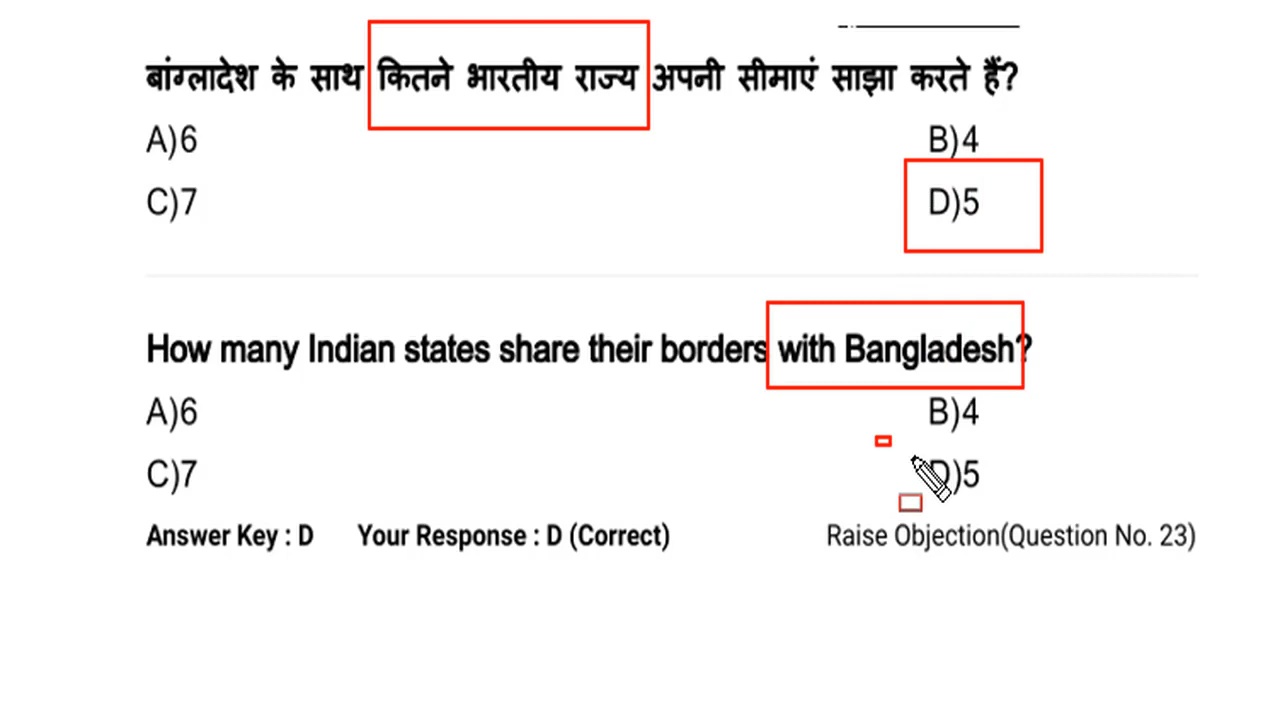 बांग्लादेश के साथ कितने भारतीय राज्य अपनी सीमाएं साझा करते हैं?
A)6 B)4
C)7 D)5
How many Indian states share their borders with Bangladesh?
A)6 B)4
C)7 D)5
Answer Key : D Your Response : D (Correct) Raise Objection(Question No. 23)